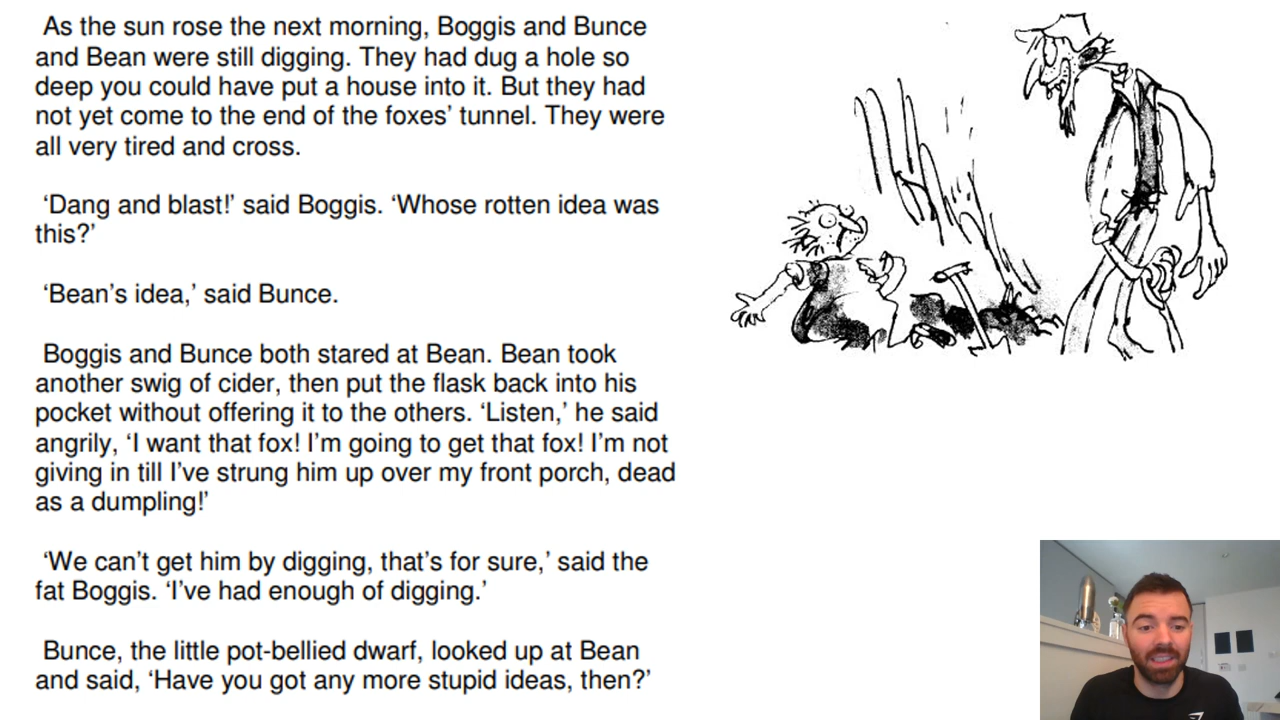 As the sun rose the next morning, Boggis and Bunce
and Bean were still digging. They had dug a hole so
deep you could have put a house into it. But they had
not yet come to the end of the foxes’ tunnel. They were
all very tired and cross.
‘Dang and blast!’ said Boggis. ‘Whose rotten idea was
this?’
‘Bean’s idea,’ said Bunce.
Boggis and Bunce both stared at Bean. Bean took
another swig of cider, then put the flask back into his
pocket without offering it to the others. ‘Listen,’ he said
angrily, ‘I want that fox! I’m going to get that fox! I’m not
giving in till I’ve strung him up over my front porch, dead
as a dumpling!’
‘We can’t get him by digging, that’s for sure,’ said the
fat Boggis. ‘I’ve had enough of digging.’
Bunce, the little pot-bellied dwarf, looked up at Bean
and said, ‘Have you got any more stupid ideas, then?’